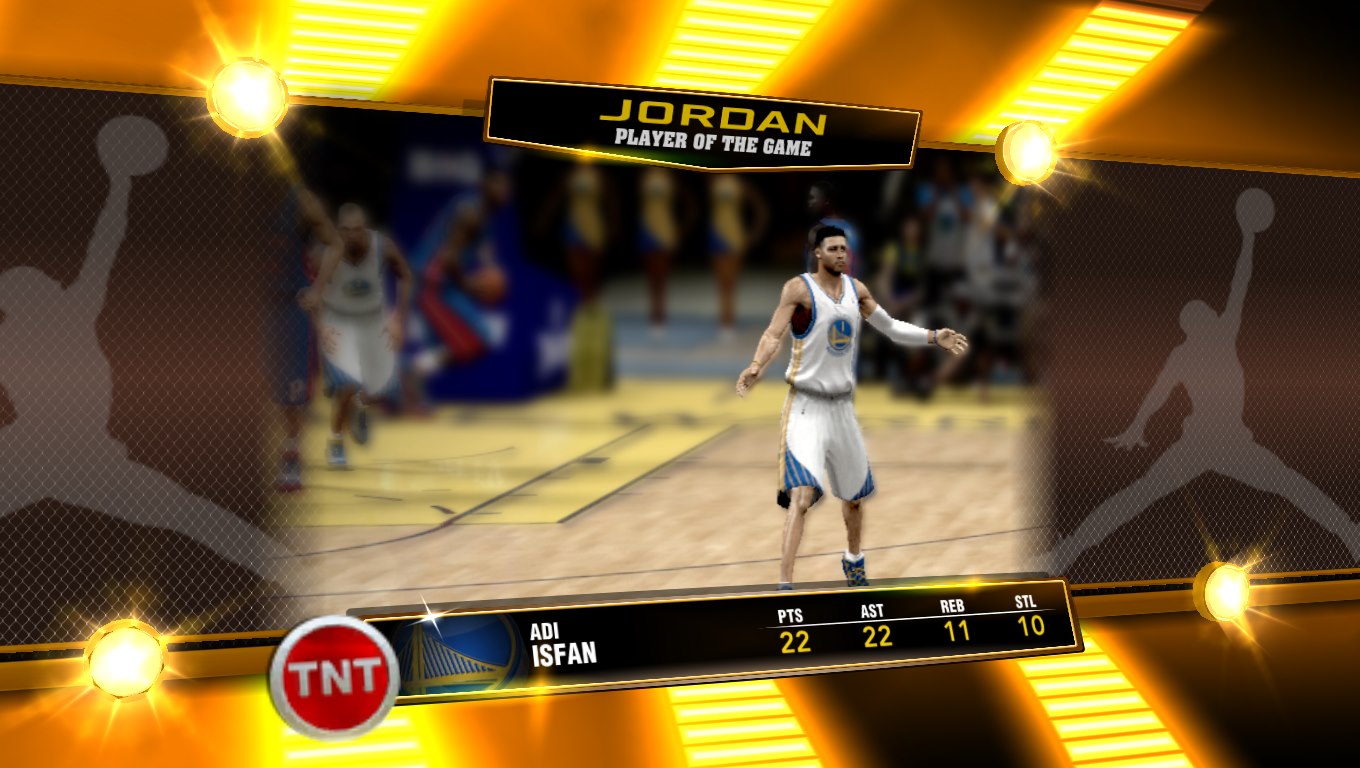 JORDAN
PLAYER OF THE GAME
TNT
ADI
ISFAN
PTS AST REB STL
22 22 11 10